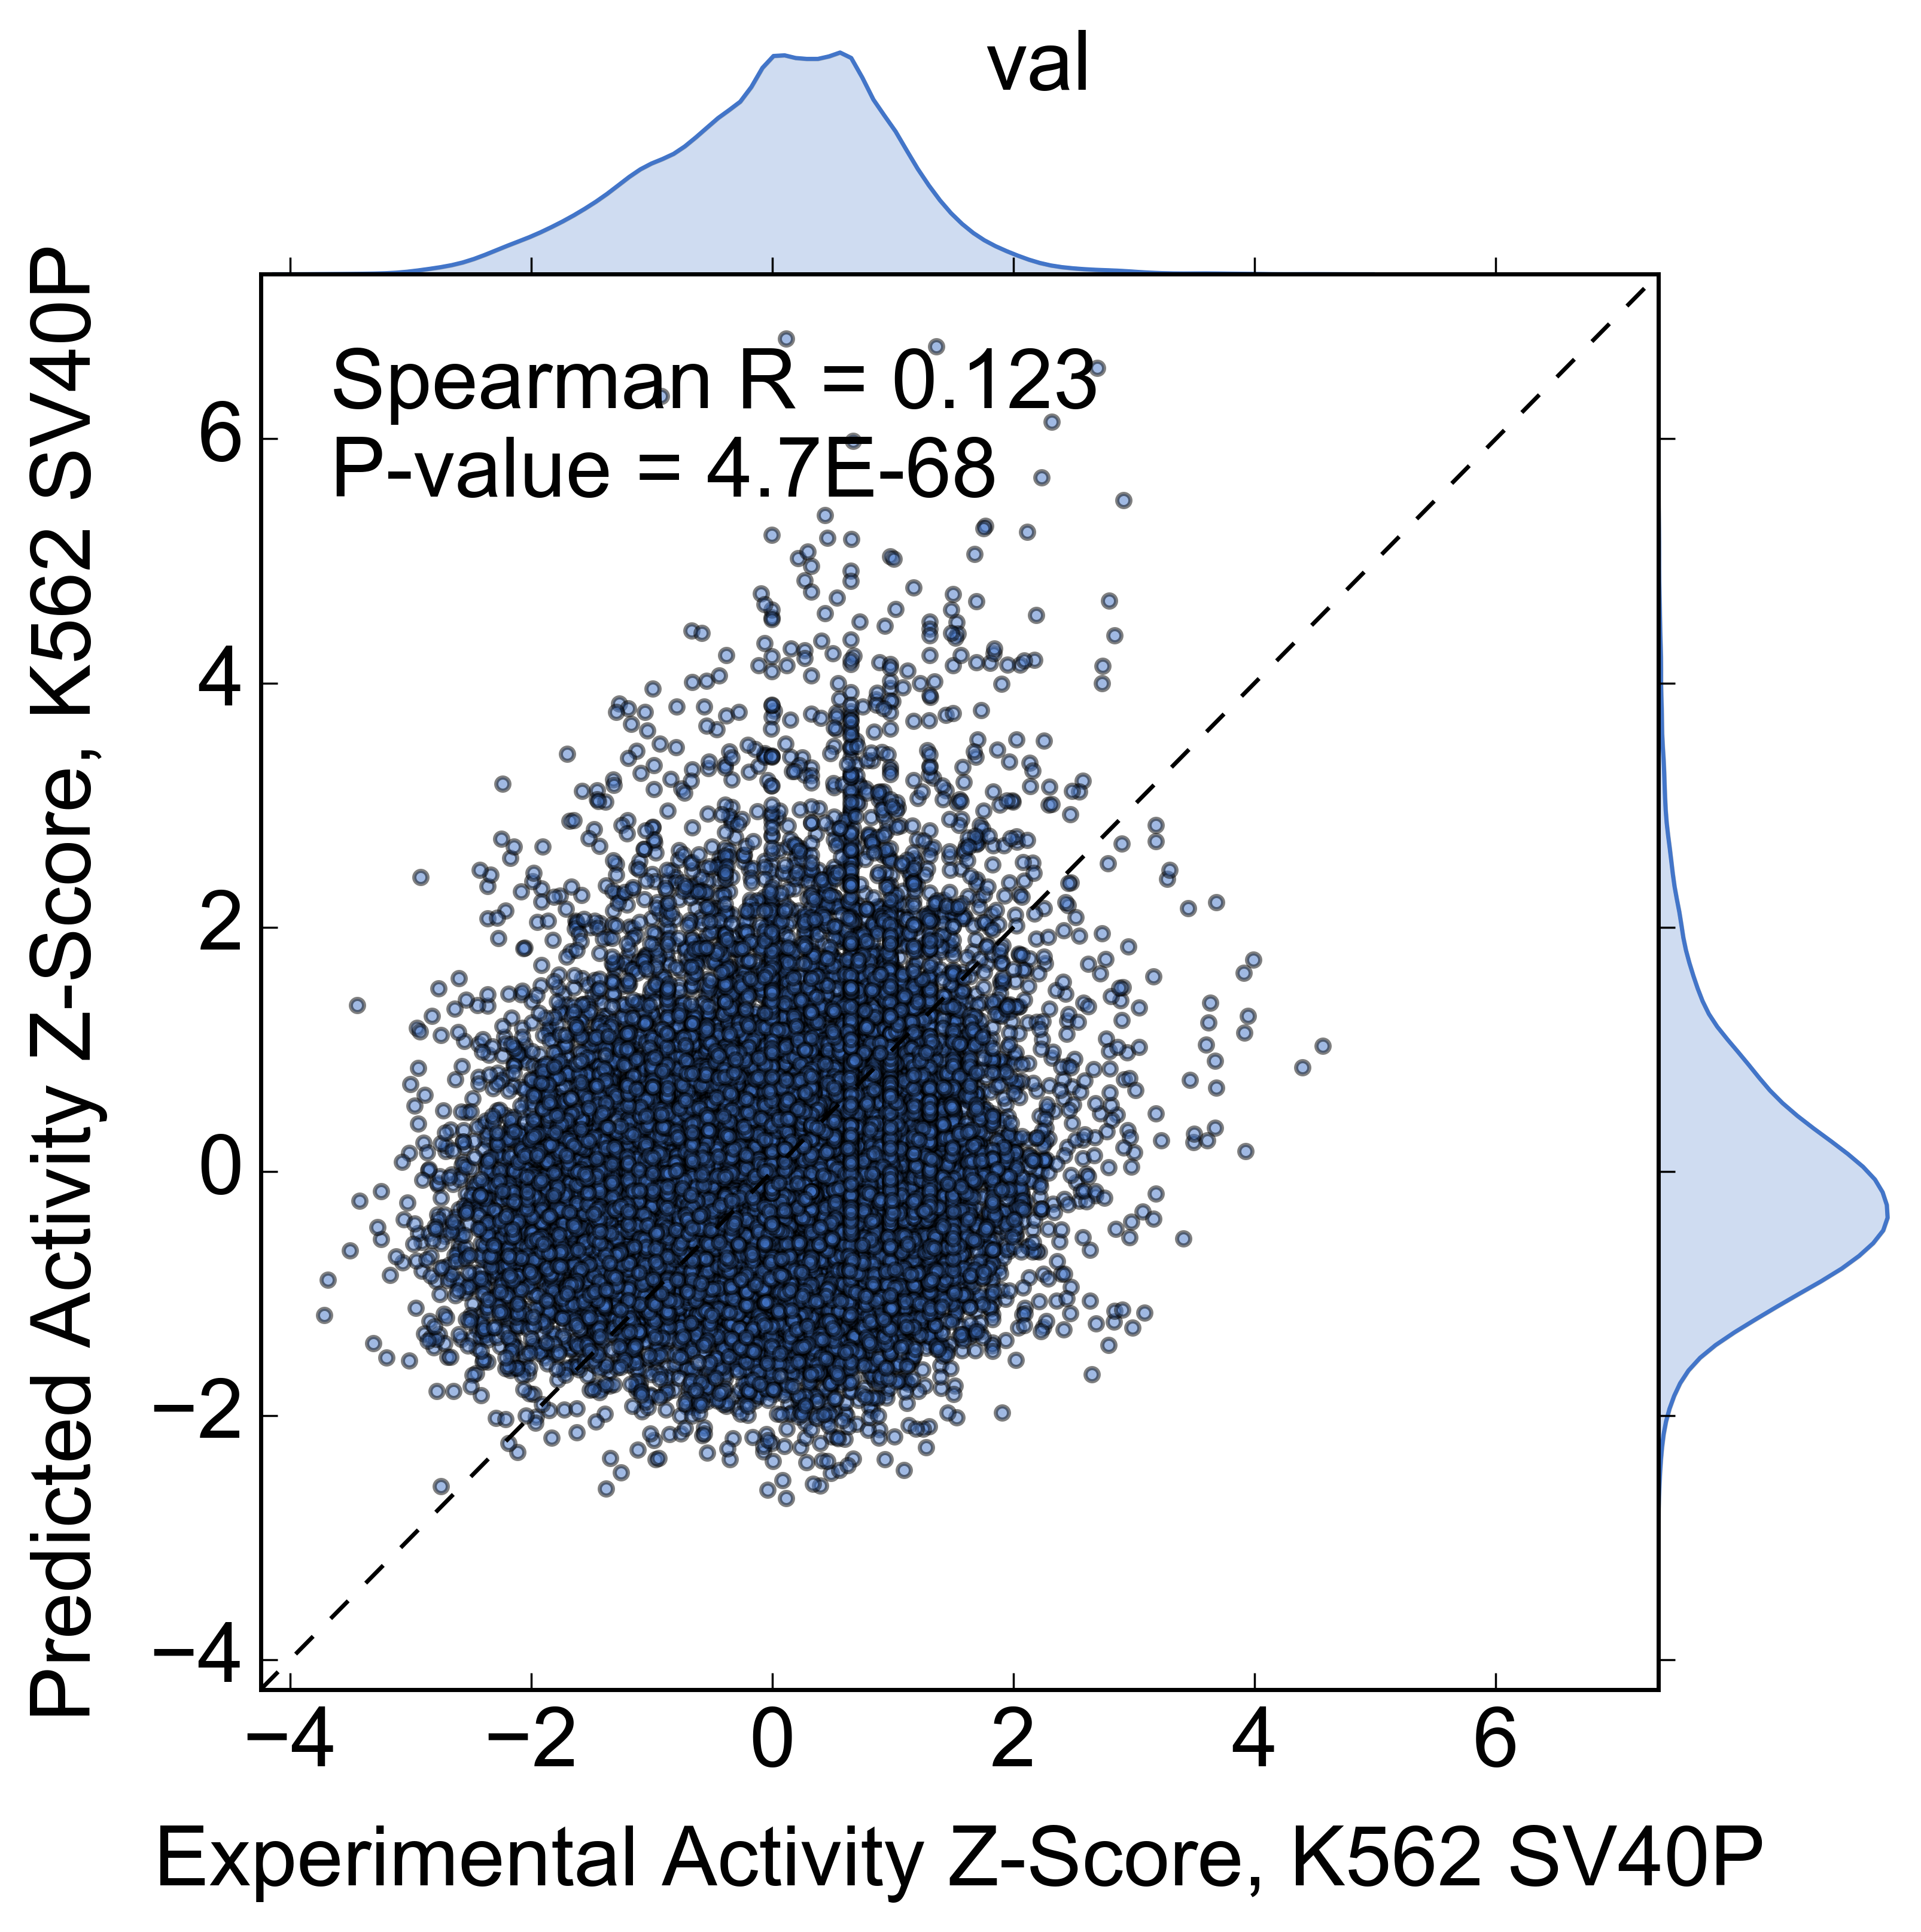 val
Spearman R = 0.123
P-value = 4.7E-68
Predicted Activity Z-Score, K562 SV40P
6
4
2
0
−2
−4
−4 −2 0 2 4 6
Experimental Activity Z-Score, K562 SV40P